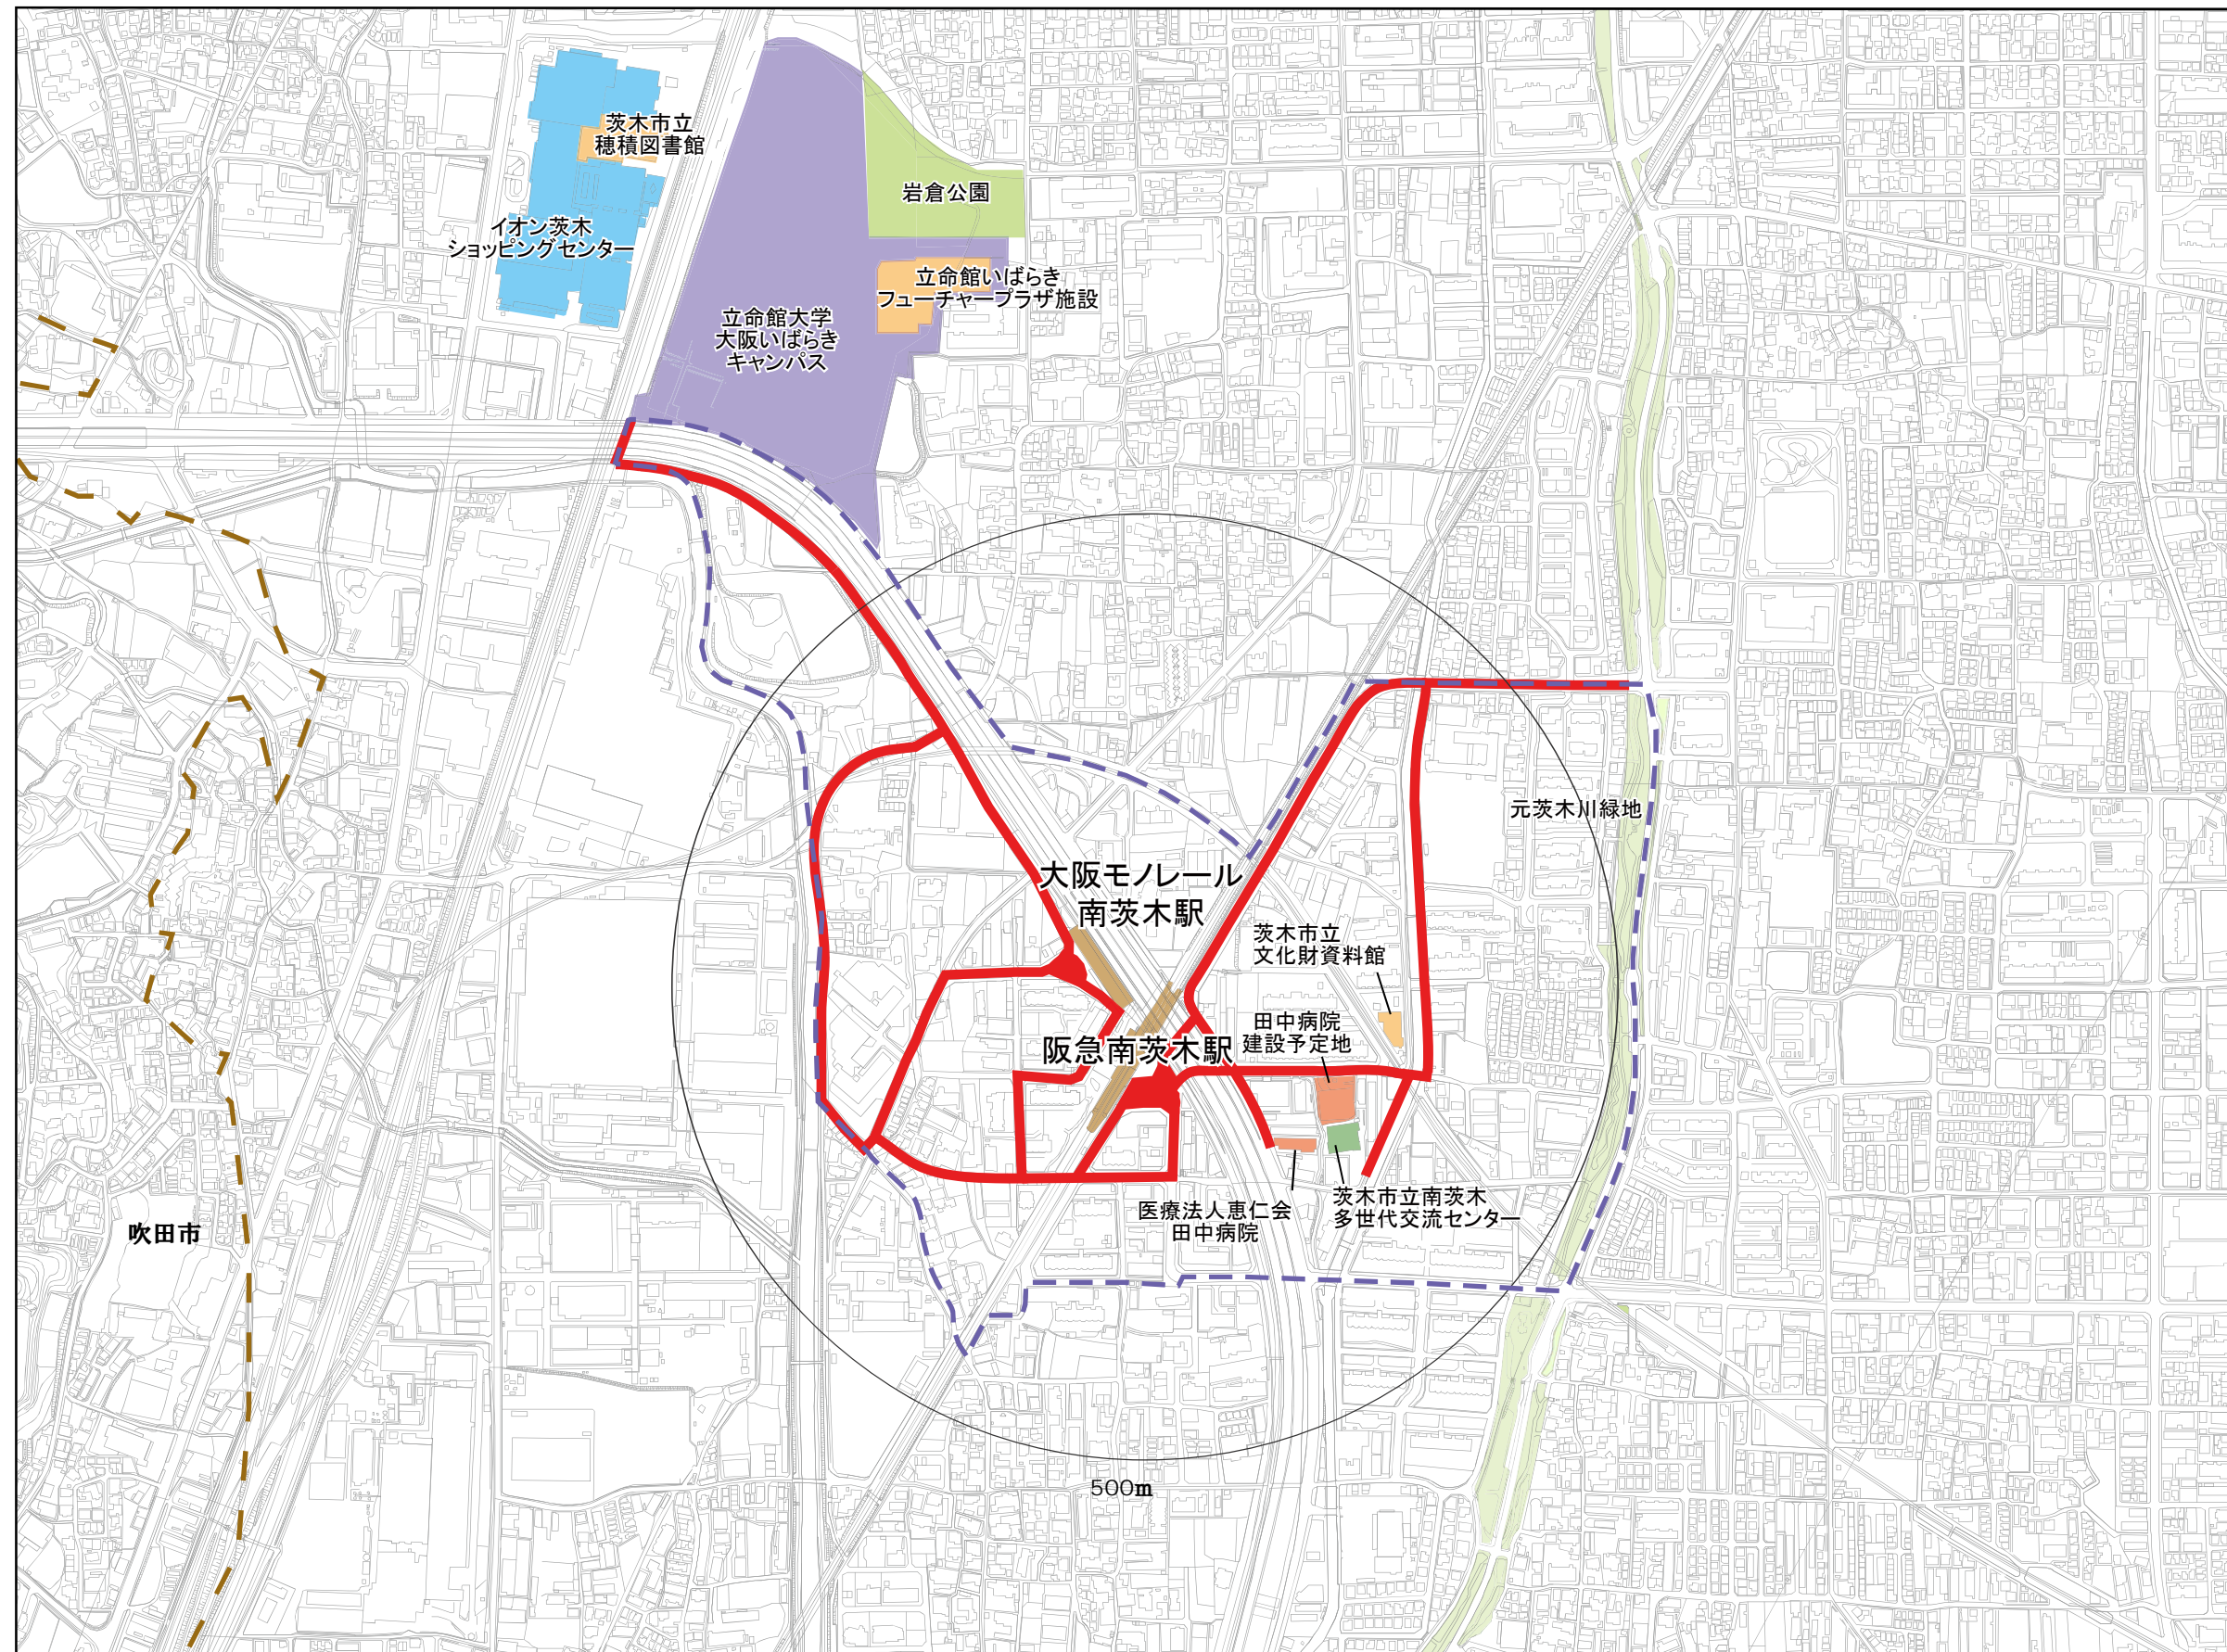 茨木市立
穂積図書館
岩倉公園
イオン茨木
ショッピングセンター
立命館いばらき
フューチャープラザ施設
立命館大学
大阪いばらき
キャンパス
元茨木川緑地
大阪モノレール
南茨木駅
茨木市立
文化財資料館
田中病院
建設予定地
阪急南茨木駅
医療法人恵仁会
田中病院
茨木市立南茨木
多世代交流センター
吹田市
500m